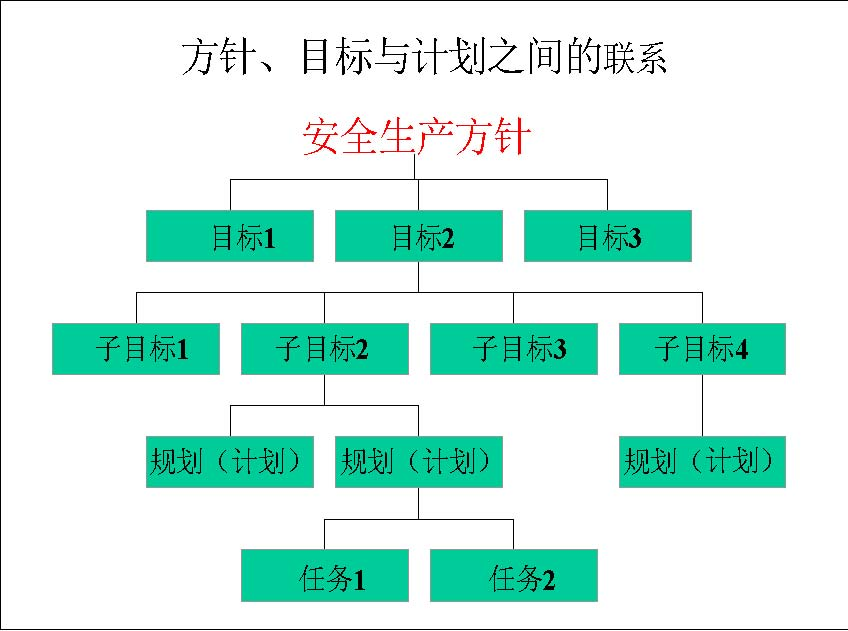 方针、目标与计划之间的联系
安全生产方针
目标1
目标2
目标3
子目标1
子目标2
子目标3
子目标4
规划（计划）
规划（计划）
规划（计划）
任务1
任务2